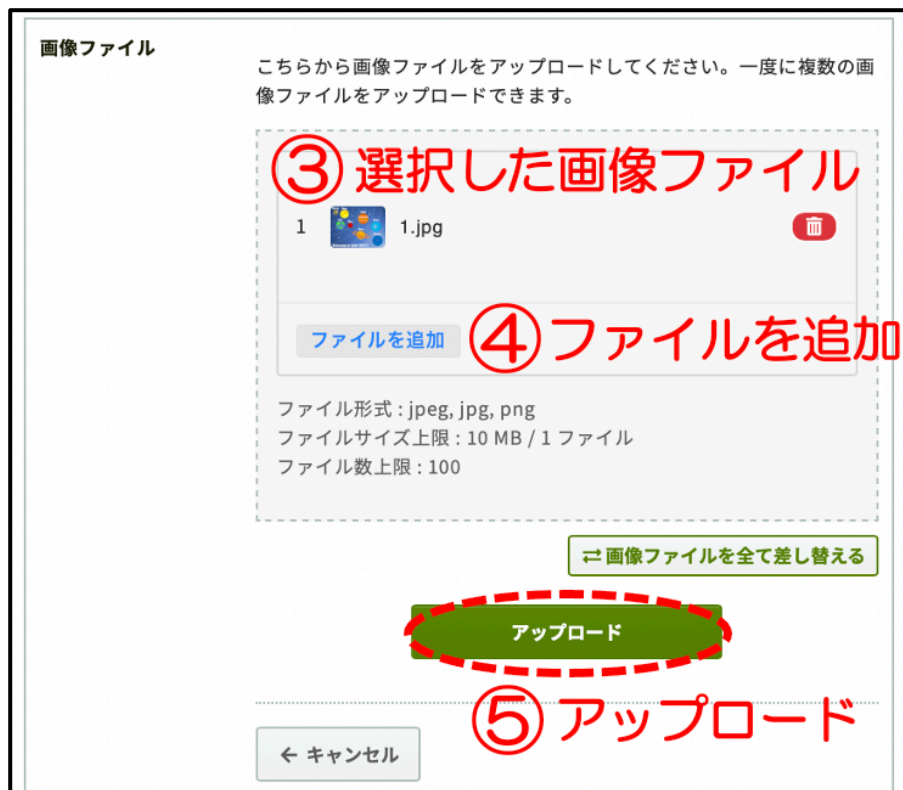 画像ファイル
こちらから画像ファイルをアップロードしてください。一度に複数の画
像ファイルをアップロードできます。
③ 選択した画像ファイル
1 1.jpg
ファイルを追加 ④ ファイルを追加
ファイル形式 : jpeg, jpg, png
ファイルサイズ上限 : 10 MB / 1 ファイル
ファイル数上限 : 100
⇄ 画像ファイルを全て差し替える
アップロード
⑤ アップロード
← キャンセル